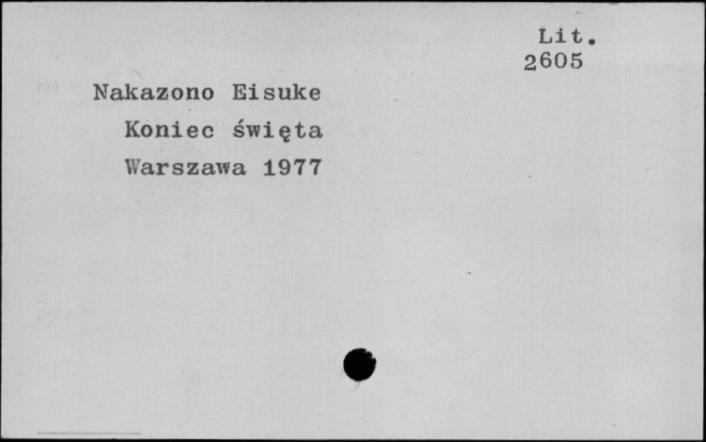 Lit.
2605
Nakazono Eisuke
Koniec święta
Warszawa 1977